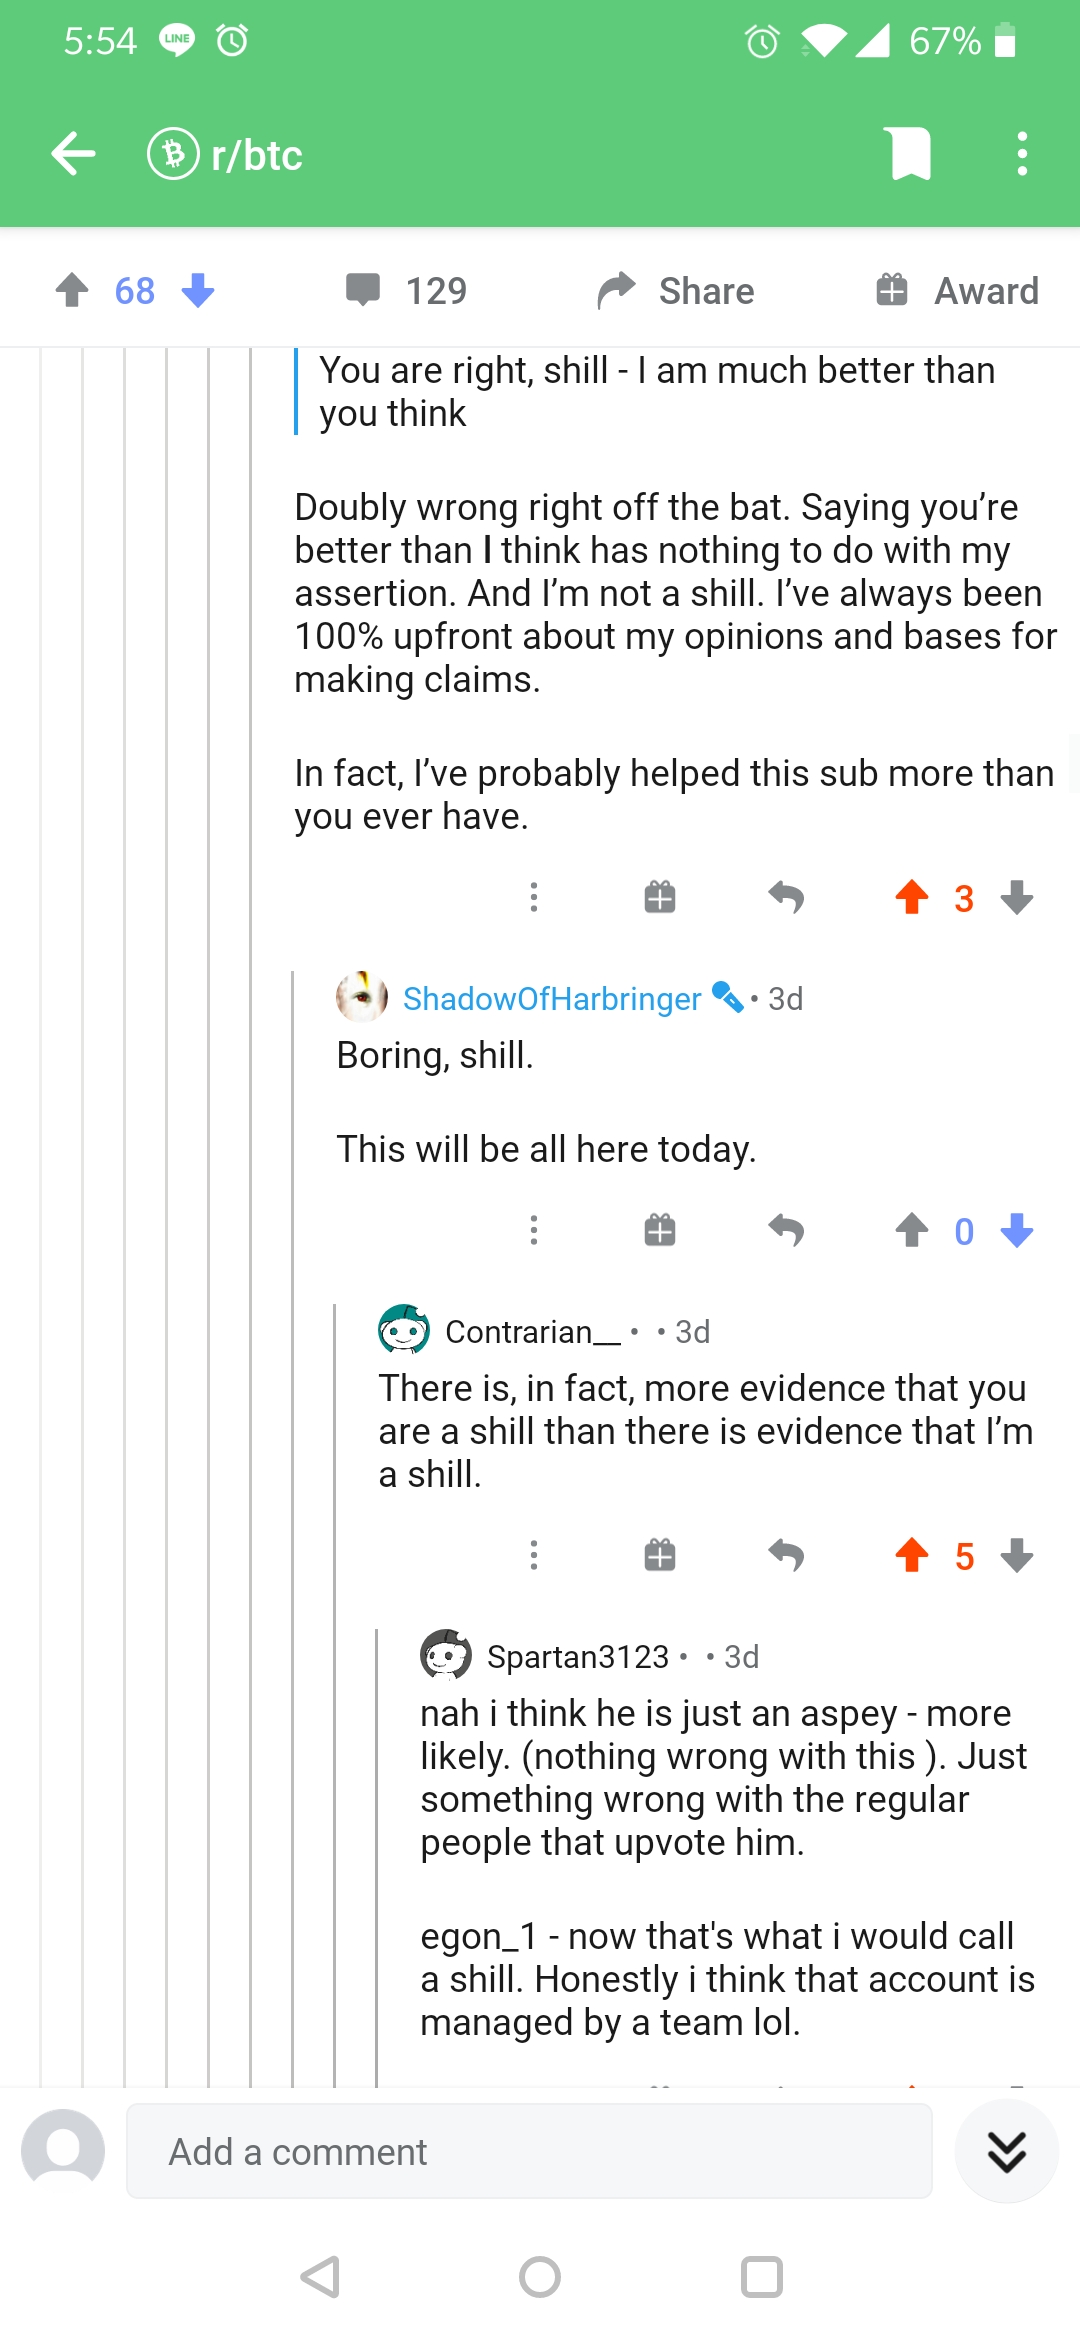 5:54 LINE 67%
r/btc
68 129 Share Award
You are right, shill - I am much better than
you think
Doubly wrong right off the bat. Saying you’re
better than I think has nothing to do with my
assertion. And I’m not a shill. I’ve always been
100% upfront about my opinions and bases for
making claims.
In fact, I’ve probably helped this sub more than
you ever have.
3
ShadowOfHarbringer • 3d
Boring, shill.
This will be all here today.
0
Contrarian__ • • 3d
There is, in fact, more evidence that you
are a shill than there is evidence that I’m
a shill.
5
Spartan3123 • • 3d
nah i think he is just an aspey - more
likely. (nothing wrong with this ). Just
something wrong with the regular
people that upvote him.
egon_1 - now that's what i would call
a shill. Honestly i think that account is
managed by a team lol.
Add a comment